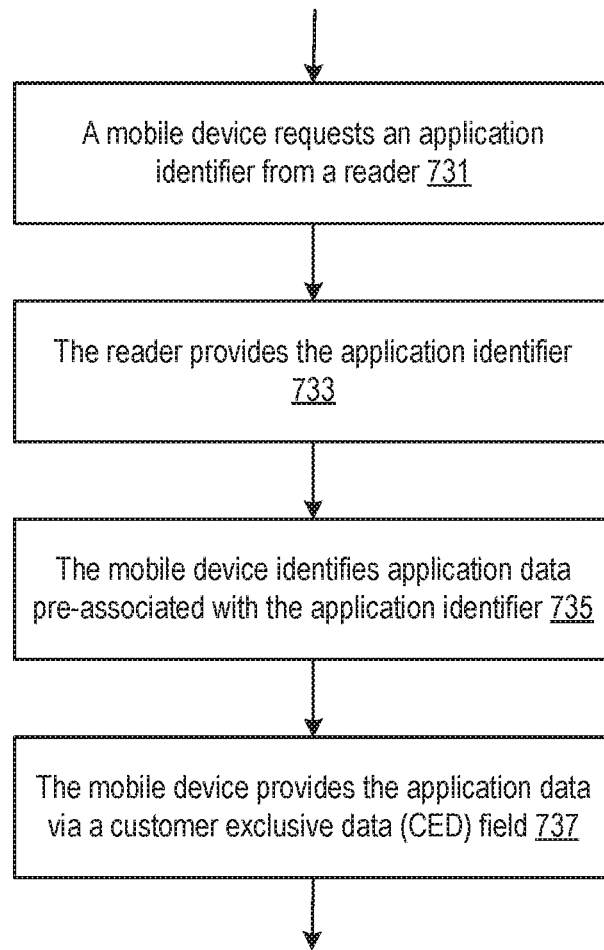 A mobile device requests an application
identifier from a reader 731
The reader provides the application identifier
733
The mobile device identifies application data
pre-associated with the application identifier 735
The mobile device provides the application data
via a customer exclusive data (CED) field 737